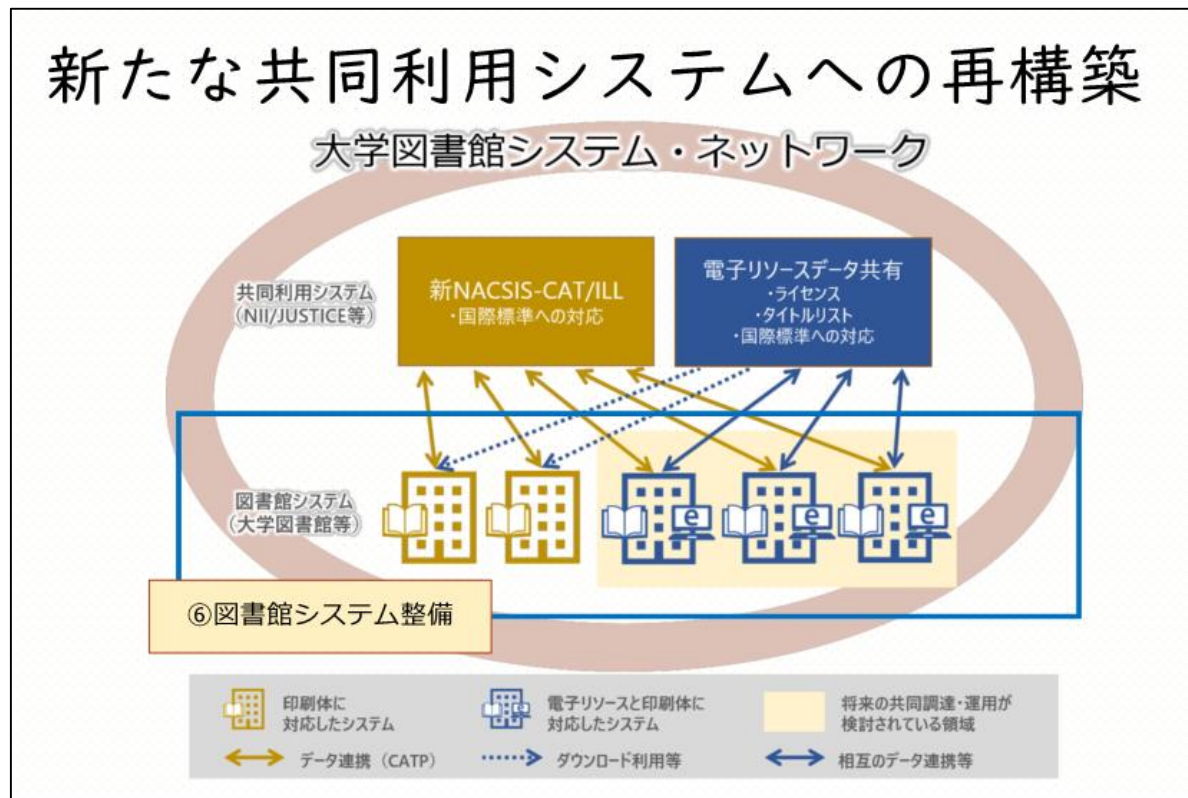 新たな共同利用システムへの再構築
大学図書館システム・ネットワーク
共同利用システム
(NII/JUSTICE等)
新NACSIS-CAT/ILL
・国際標準への対応
電子リソースデータ共有
・ライセンス
・タイトルリスト
・国際標準への対応
図書館システム
(大学図書館等)
e
e
e
⑥図書館システム整備
印刷体に
対応したシステム
電子リソースと印刷体に
対応したシステム
将来の共同調達・運用が
検討されている領域
データ連携（CATP）
ダウンロード利用等
相互のデータ連携等